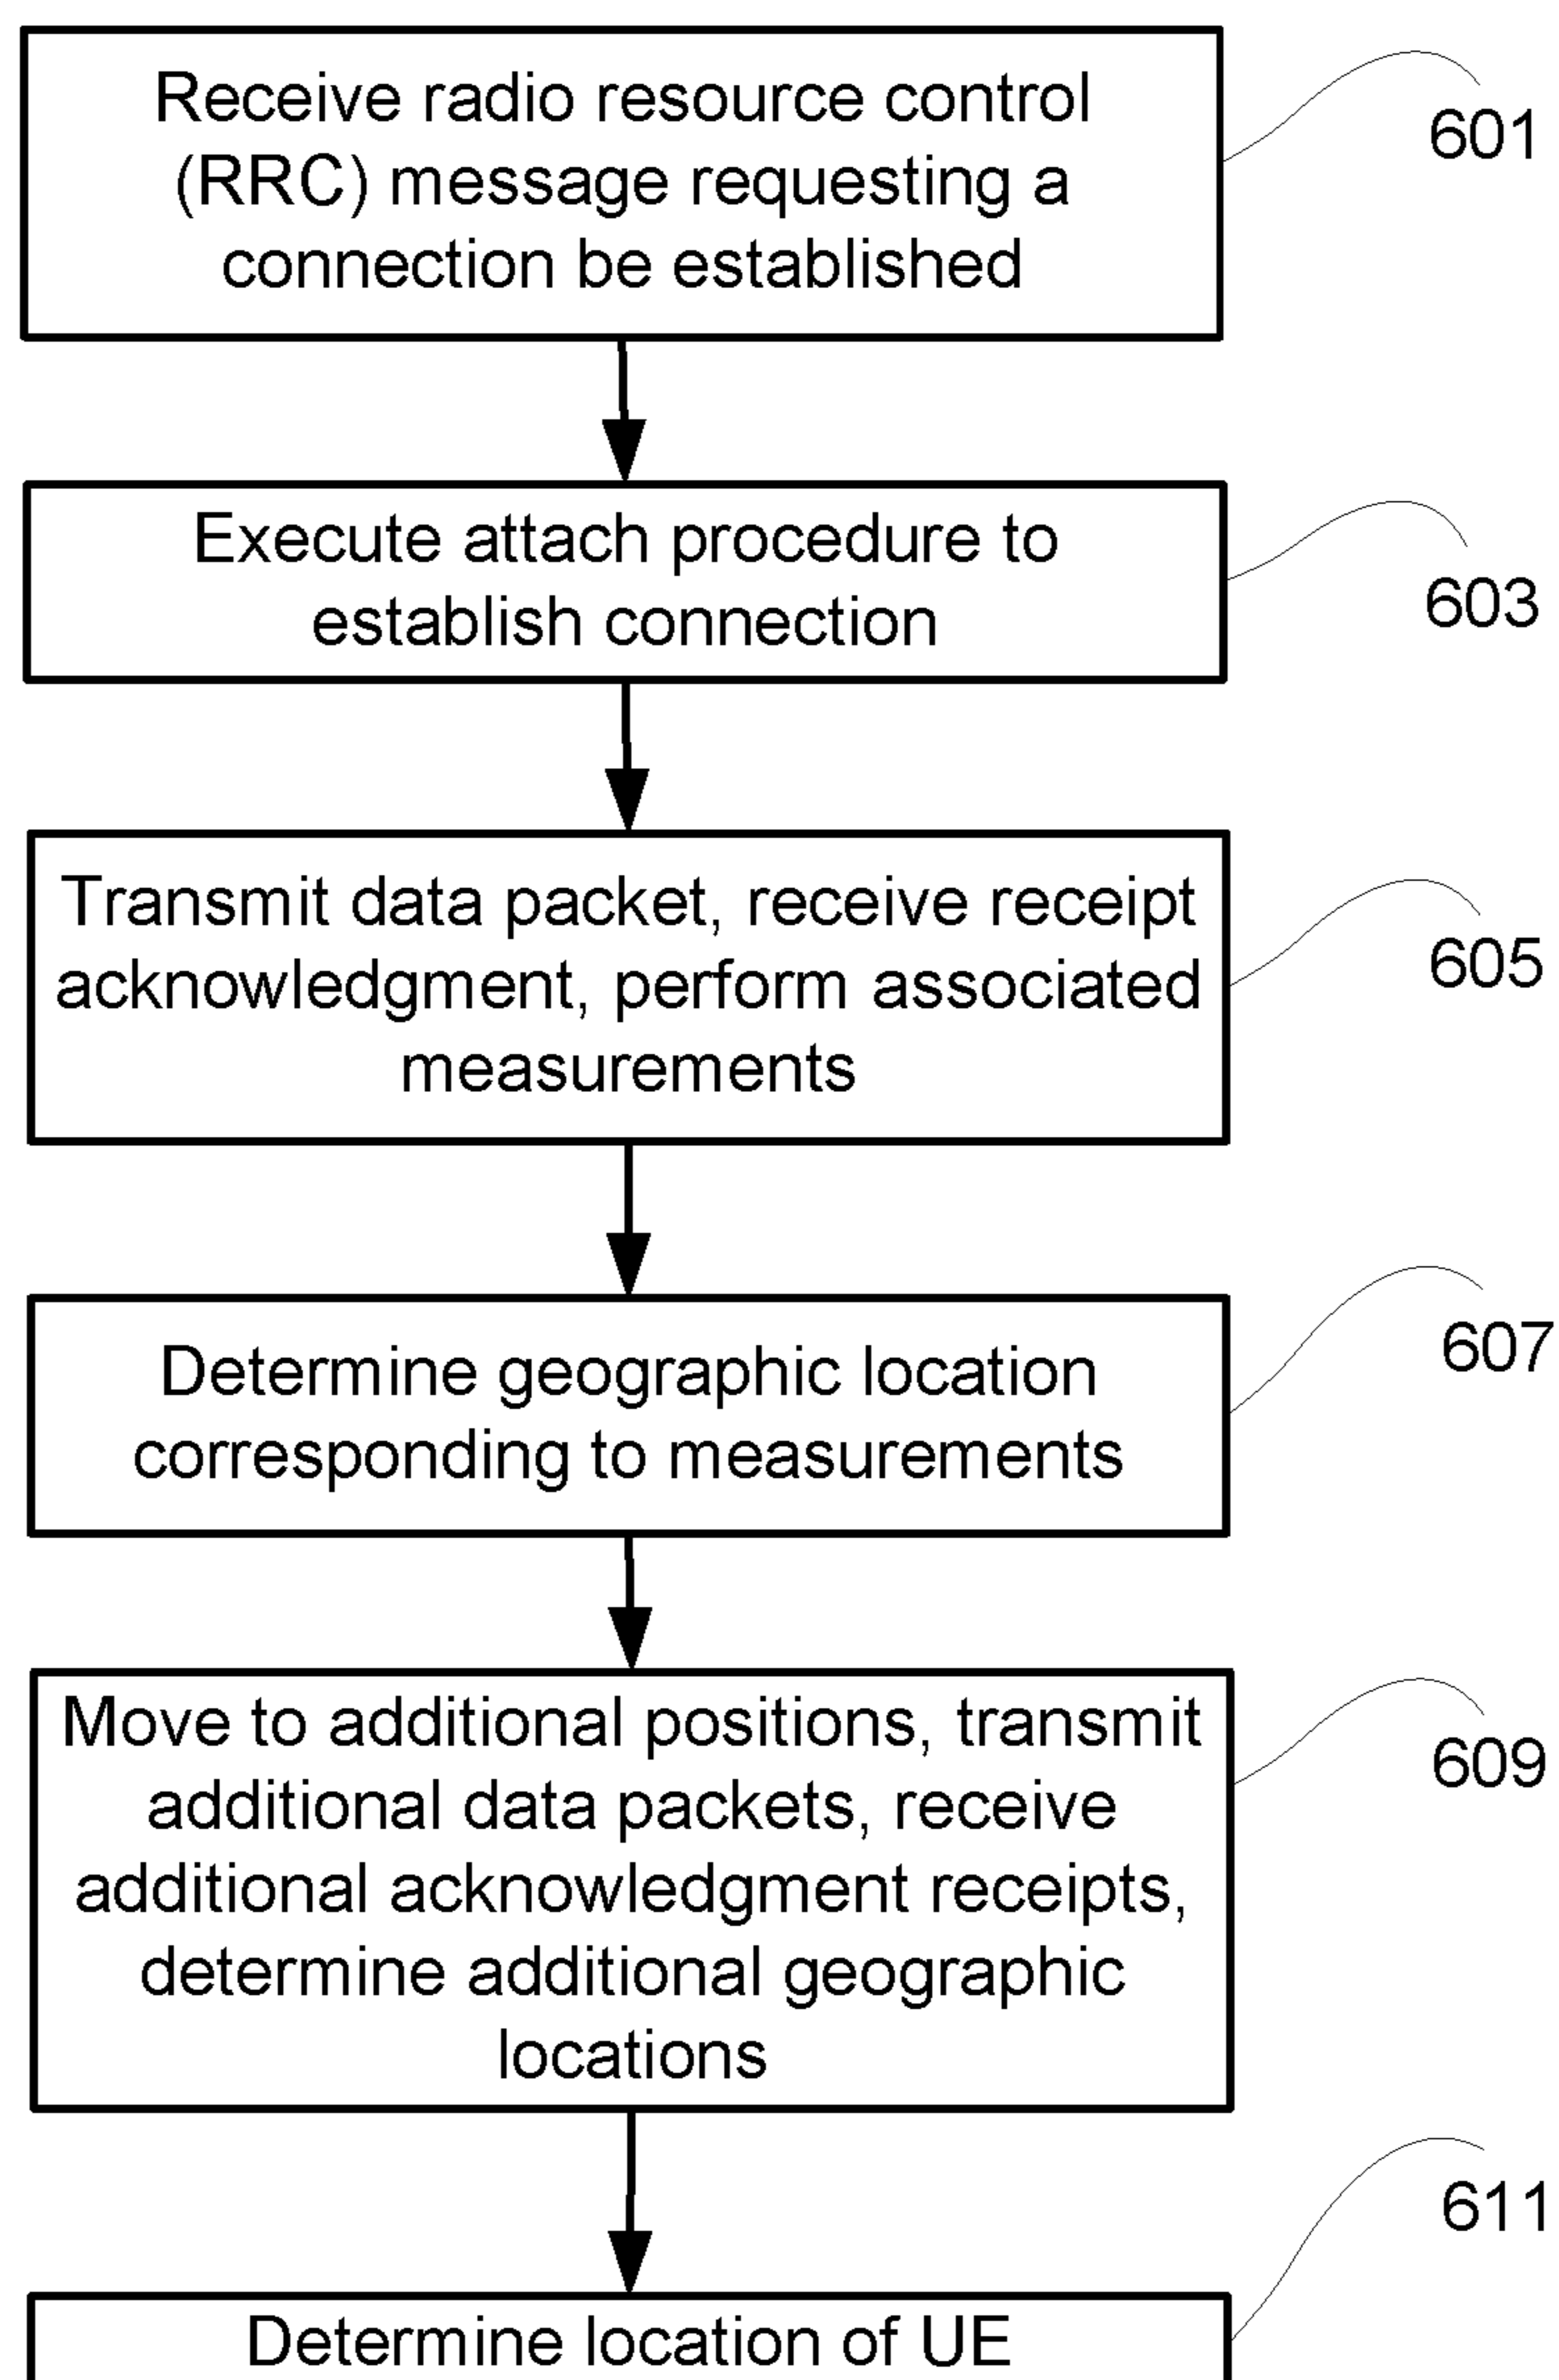 Receive radio resource control
(RRC) message requesting a
connection be established
601
Execute attach procedure to
establish connection
603
Transmit data packet, receive receipt
acknowledgment, perform associated
measurements
605
Determine geographic location
corresponding to measurements
607
Move to additional positions, transmit
additional data packets, receive
additional acknowledgment receipts,
determine additional geographic
locations
609
611
Determine location of UE